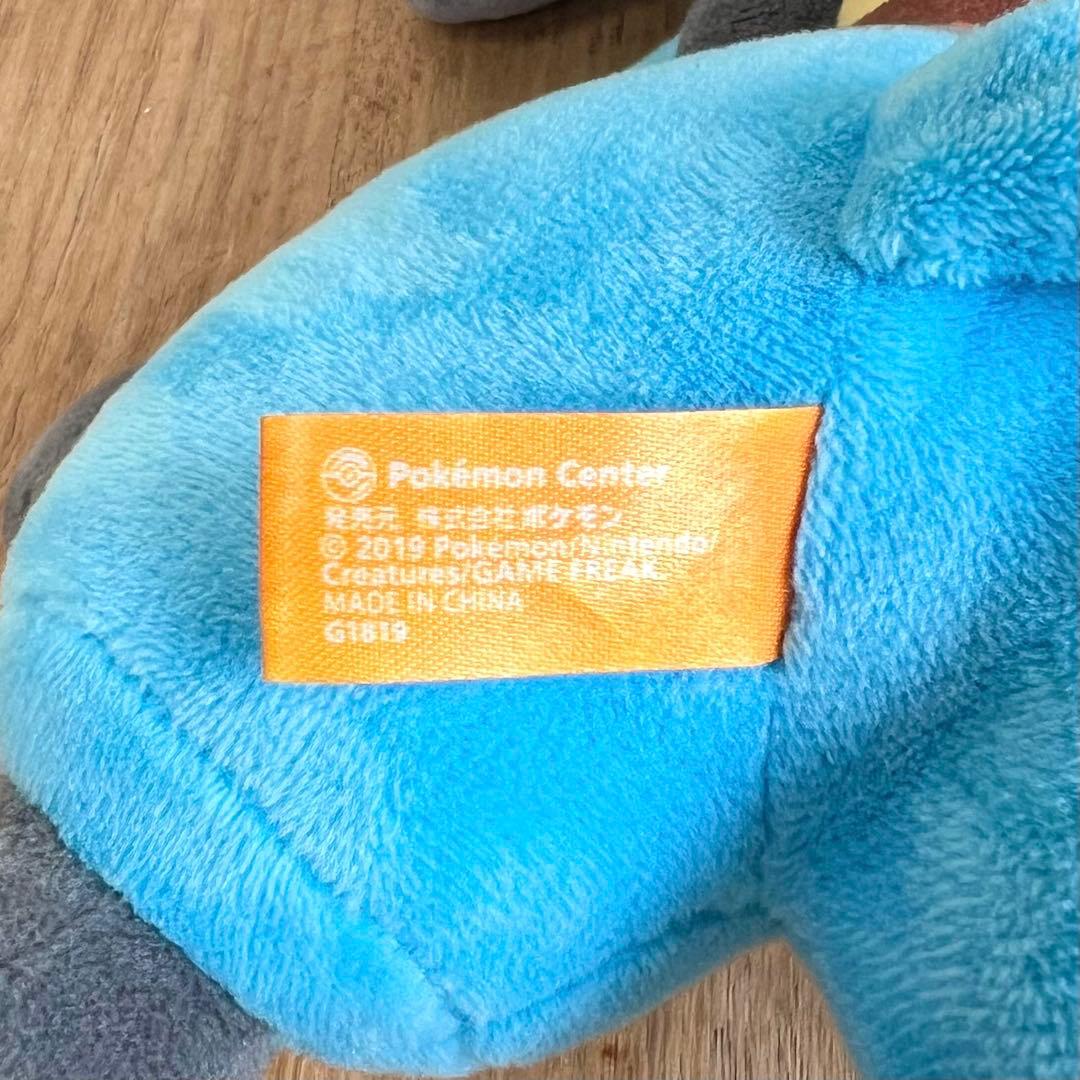 Pokémon Center
発売元 株式会社ポケモン
© 2019 Pokémon/Nintendo/
Creatures/GAME FREAK
MADE IN CHINA
G1819